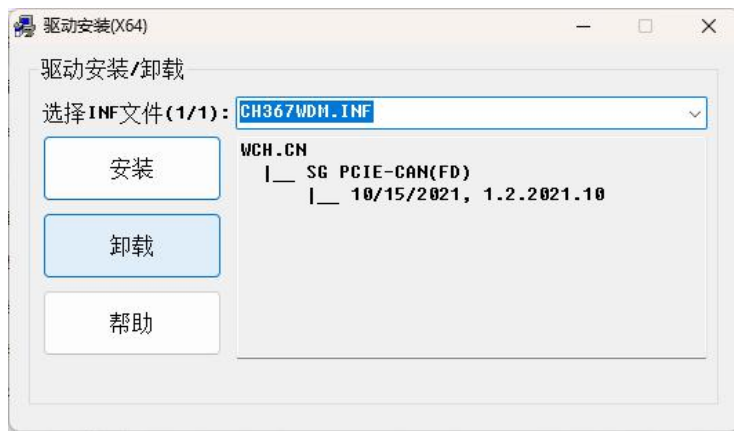 驱动安装(X64)
驱动安装/卸载
选择INF文件(1/1): CH367WDM.INF
安装
卸载
帮助
WCH.CN
|__ SG PCIE-CAN(FD)
|__ 10/15/2021, 1.2.2021.10